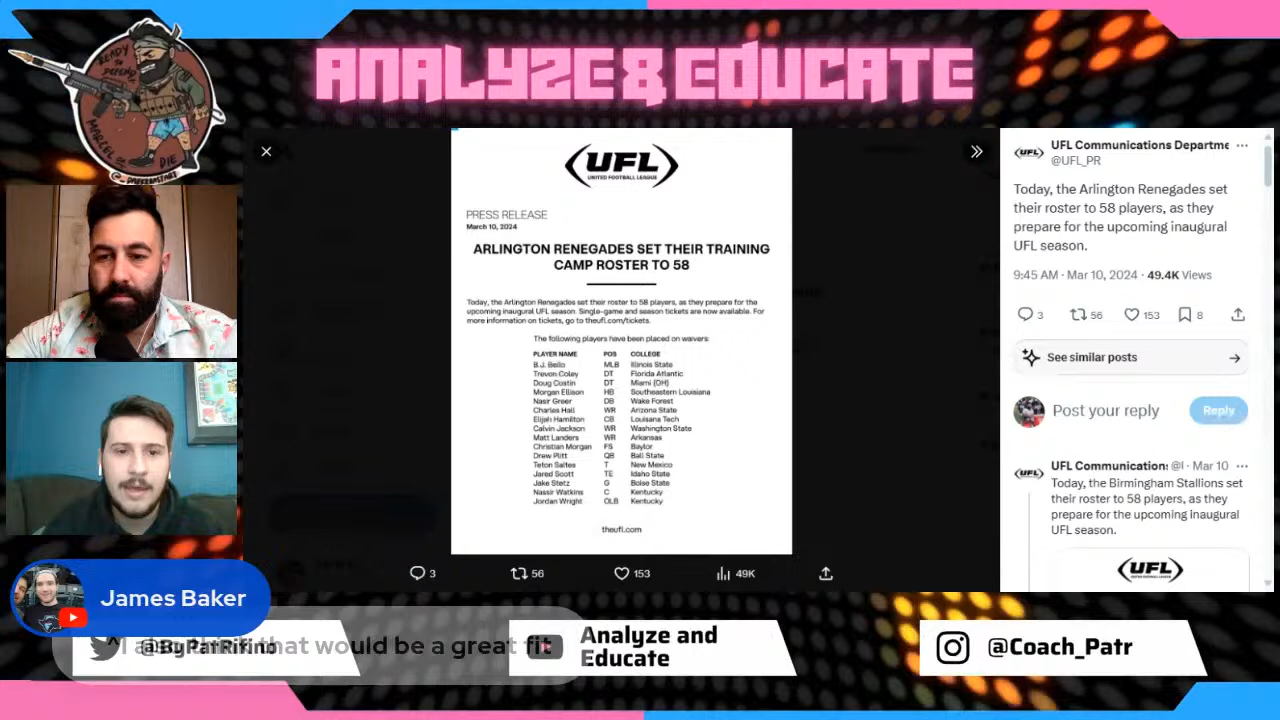 ANALYZE & EDUCATE
READY TO DEFEND
MARCEL OR DIE
UFL
UNITED FOOTBALL LEAGUE
PRESS RELEASE
March 10, 2024
ARLINGTON RENEGADES SET THEIR TRAINING
CAMP ROSTER TO 58
Today, the Arlington Renegades set their roster to 58 players, as they prepare for the
upcoming inaugural UFL season. Single-game and season tickets are now available. For
more information on tickets, go to theufl.com/tickets.
The following players have been placed on waivers:
PLAYER NAME POS COLLEGE
B.J. Bello MLB Illinois State
Trevon Coley DT Florida Atlantic
Doug Costin DT Miami (OH)
Morgan Ellison HB Southeastern Louisiana
Nasir Greer DB Wake Forest
Charles Hall WR Arizona State
Elijah Hamilton CB Louisana Tech
Calvin Jackson WR Washington State
Matt Landers WR Arkansas
Christian Morgan FS Baylor
Drew Plitt QB Ball State
Teton Saltes T New Mexico
Jared Scott TE Idaho State
Jake Stetz G Boise State
Nassir Watkins C Kentucky
Jordan Wright OLB Kentucky
theufl.com
3 56 153 49K
UFL Communications Departme ...
@UFL_PR
Today, the Arlington Renegades set
their roster to 58 players, as they
prepare for the upcoming inaugural
UFL season.
9:45 AM · Mar 10, 2024 · 49.4K Views
3 56 153 8
See similar posts
Post your reply Reply
UFL Communications @ · Mar 10 ...
Today, the Birmingham Stallions set
their roster to 58 players, as they
prepare for the upcoming inaugural
UFL season.
UFL
James Baker
that would be a great fit
@ByPatRifino
Analyze and
Educate
@Coach_Patr